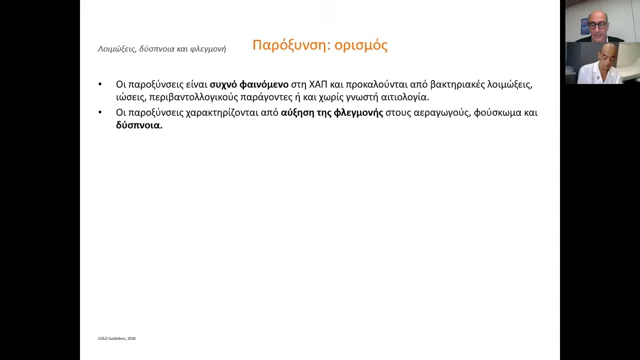 Λοιμώξεις, δύσπνοια και φλεγμονή
Παρόξυνση: ορισμός
• Οι παροξύνσεις είναι συχνό φαινόμενο στη ΧΑΠ και προκαλούνται από βακτηριακές λοιμώξεις,
ιώσεις, περιβαντολλογικούς παράγοντες ή και χωρίς γνωστή αιτιολογία.
• Οι παροξύνσεις χαρακτηρίζονται από αύξηση της φλεγμονής στους αεραγωγούς, φούσκωμα και
δύσπνοια.
GOLD Guidelines, 2018